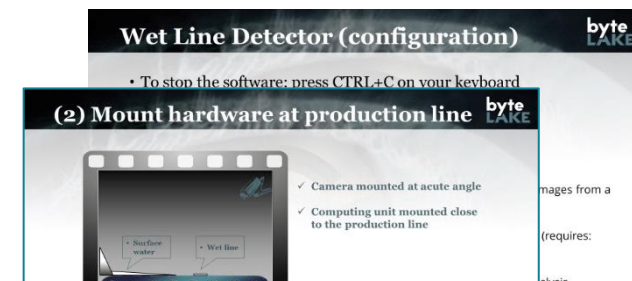 Wet Line Detector (configuration)
byte
LAKE
• To stop the software: press CTRL+C on your keyboard
(2) Mount hardware at production line
byte
LAKE
✓ Camera mounted at acute angle
✓ Computing unit mounted close
to the production line
• Surface
water
• Wet line
mages from a
(requires: